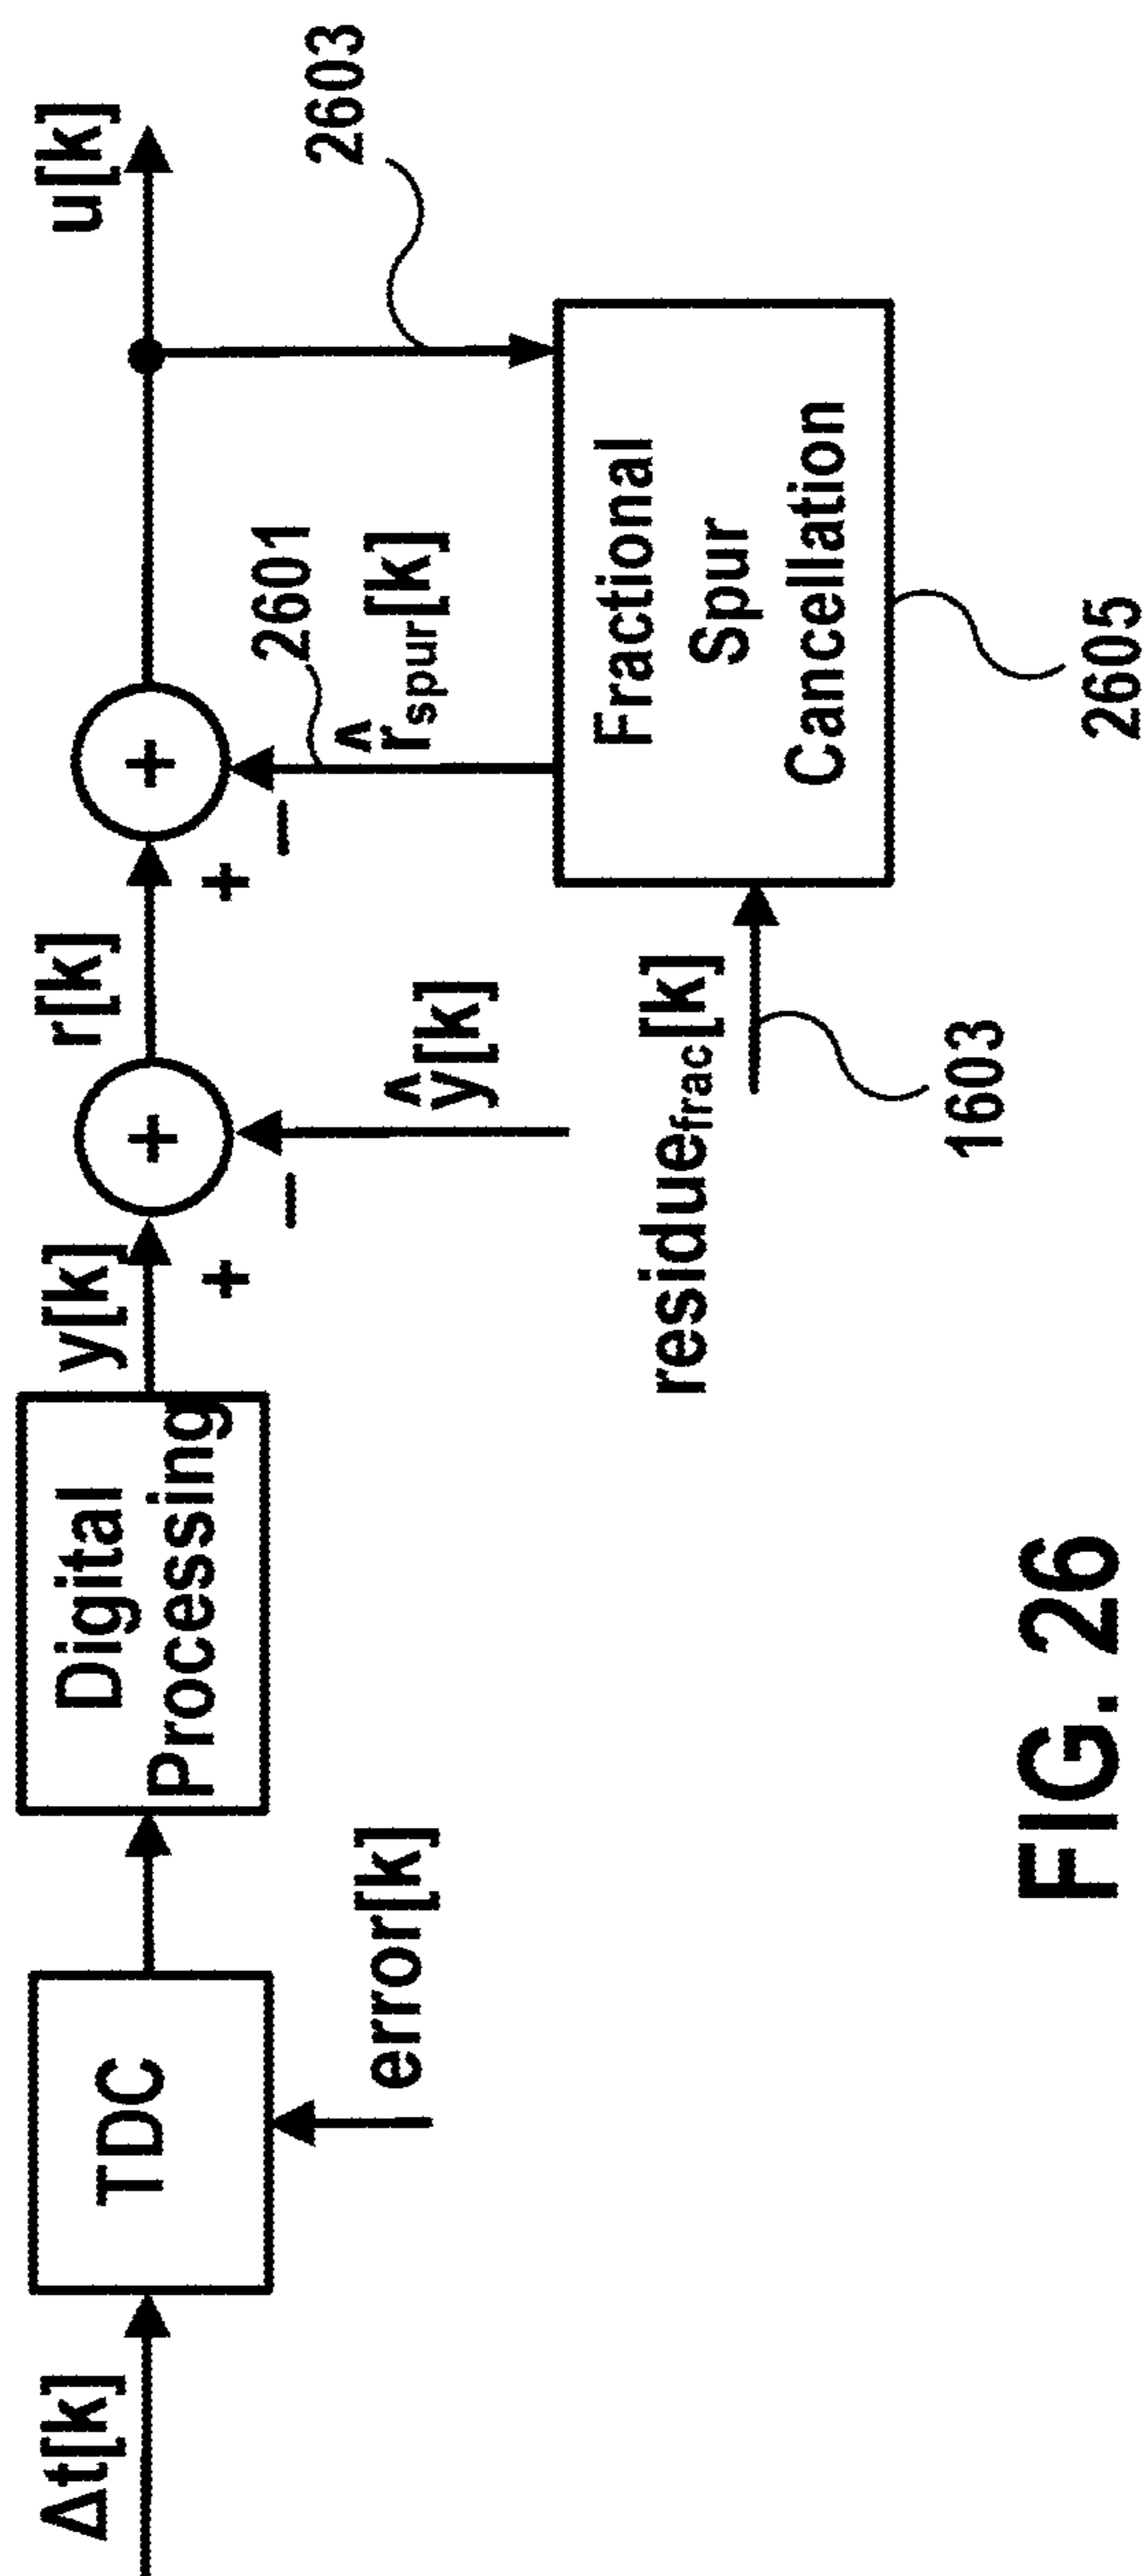 Δt[k]
TDC
error[k]
Digital
Processing
y[k]
+
−
+
ŷ[k]
r[k]
+
−
+
2601
r̂spur[k]
u[k]
2603
Fractional
Spur
Cancellation
2605
residuefrac[k]
1603
FIG. 26